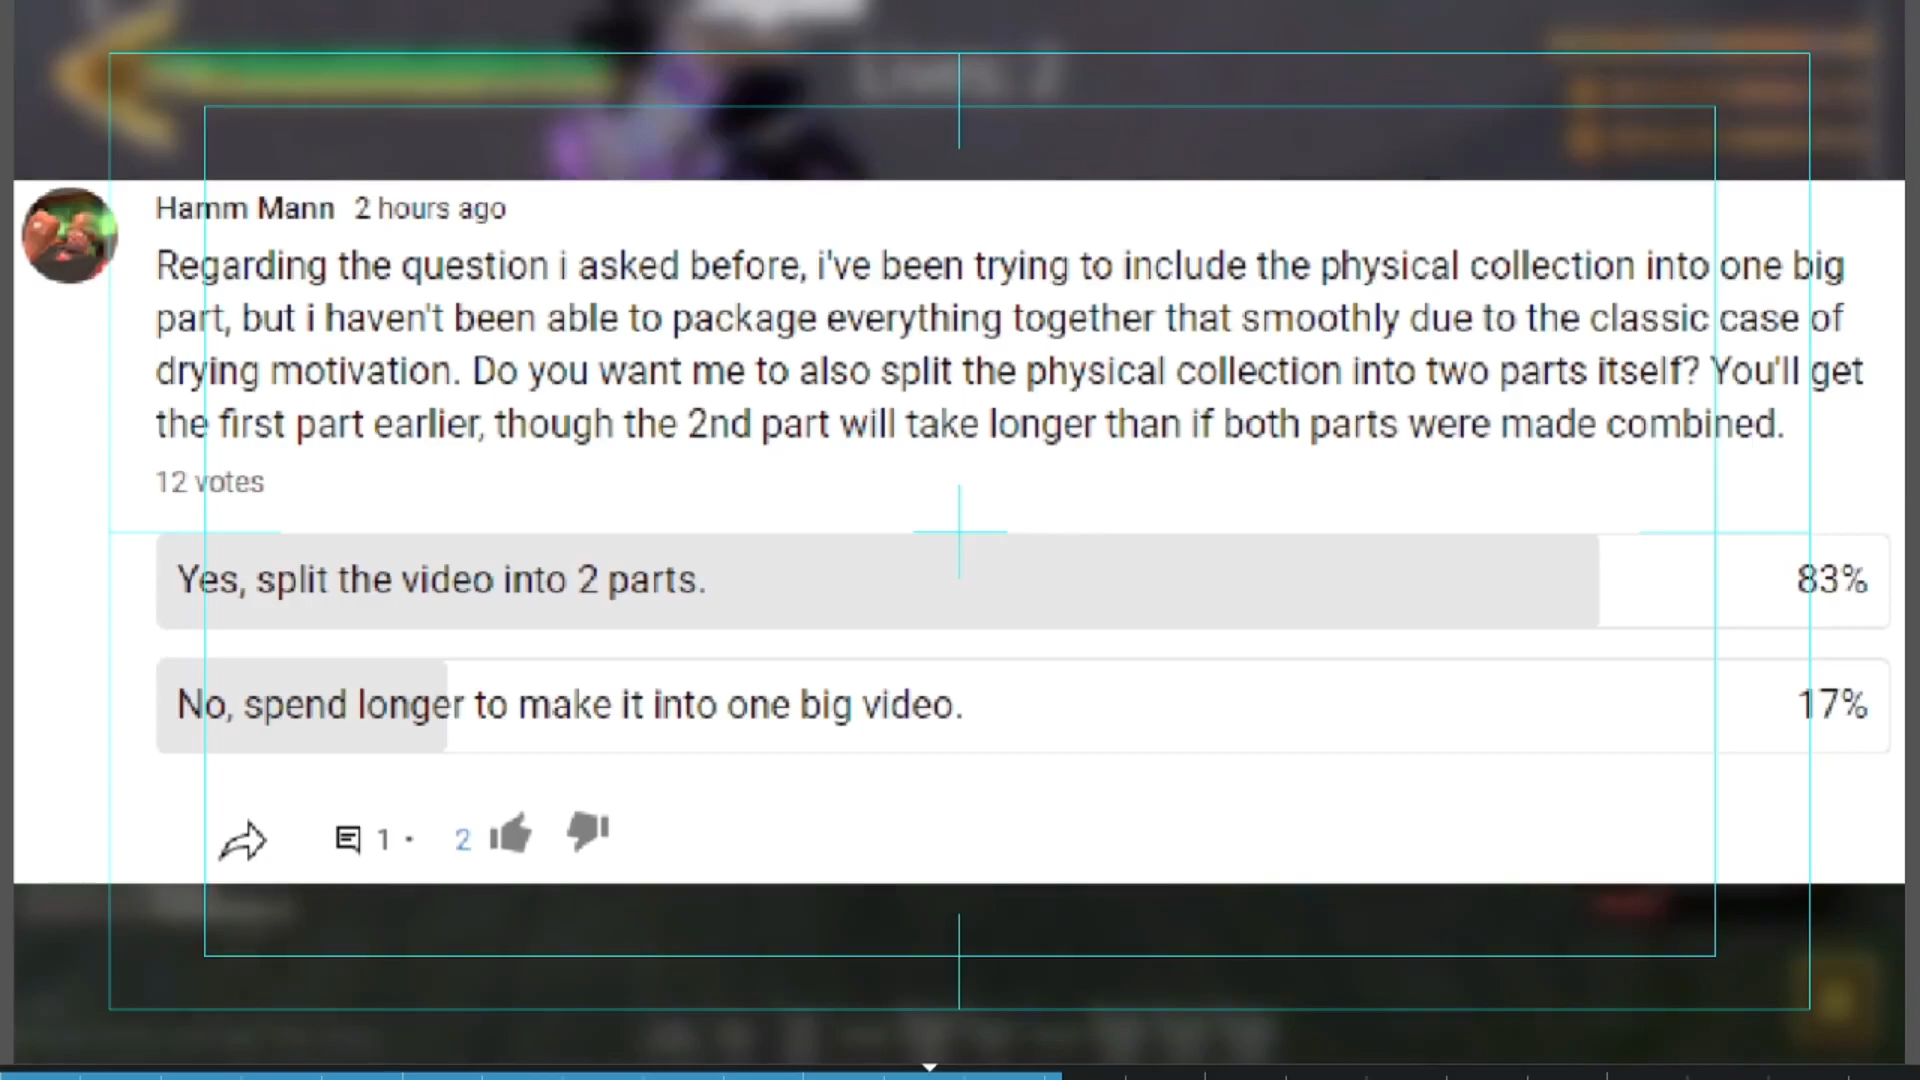 Lives: 2
Hamm Mann 2 hours ago
Regarding the question i asked before, i've been trying to include the physical collection into one big
part, but i haven't been able to package everything together that smoothly due to the classic case of
drying motivation. Do you want me to also split the physical collection into two parts itself? You'll get
the first part earlier, though the 2nd part will take longer than if both parts were made combined.
12 votes
Yes, split the video into 2 parts.
83%
No, spend longer to make it into one big video.
17%
1 · 2